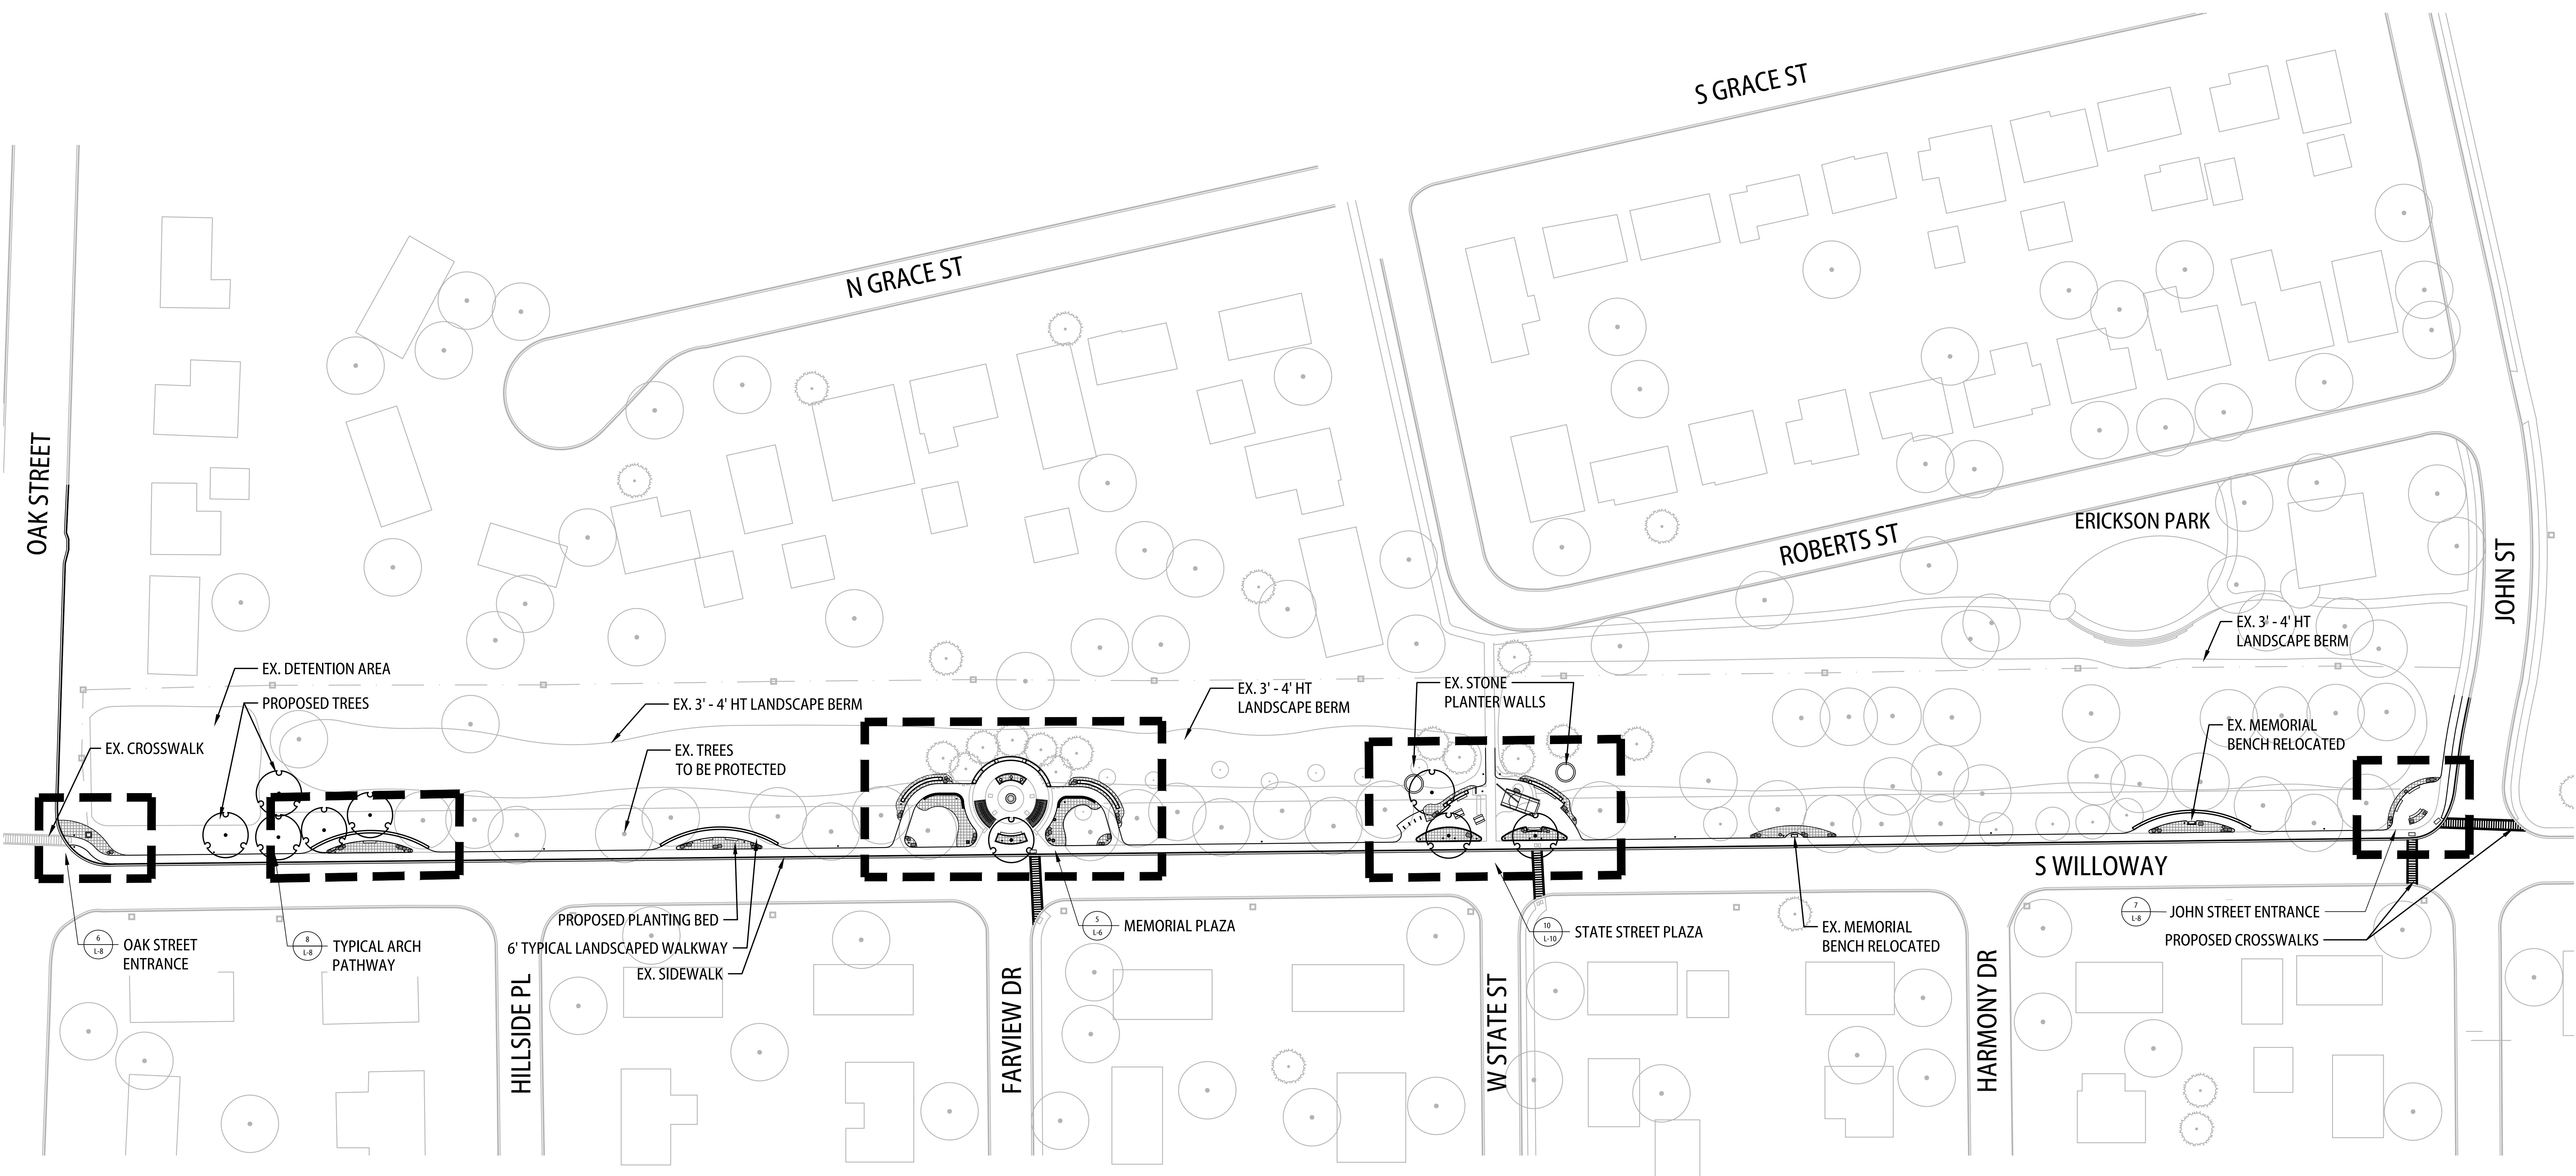 S GRACE ST
N GRACE ST
OAK STREET
ERICKSON PARK
ROBERTS ST
JOHN ST
EX. 3' - 4' HT
LANDSCAPE BERM
EX. DETENTION AREA
PROPOSED TREES
EX. CROSSWALK
EX. 3' - 4' HT LANDSCAPE BERM
EX. TREES
TO BE PROTECTED
EX. 3' - 4' HT
LANDSCAPE BERM
EX. STONE
PLANTER WALLS
EX. MEMORIAL
BENCH RELOCATED
S WILLOWAY
6
L-8
OAK STREET
ENTRANCE
8
L-8
TYPICAL ARCH
PATHWAY
PROPOSED PLANTING BED
6' TYPICAL LANDSCAPED WALKWAY
EX. SIDEWALK
5
L-6
MEMORIAL PLAZA
10
L-10
STATE STREET PLAZA
EX. MEMORIAL
BENCH RELOCATED
7
L-8
JOHN STREET ENTRANCE
PROPOSED CROSSWALKS
HILLSIDE PL
FARVIEW DR
W STATE ST
HARMONY DR